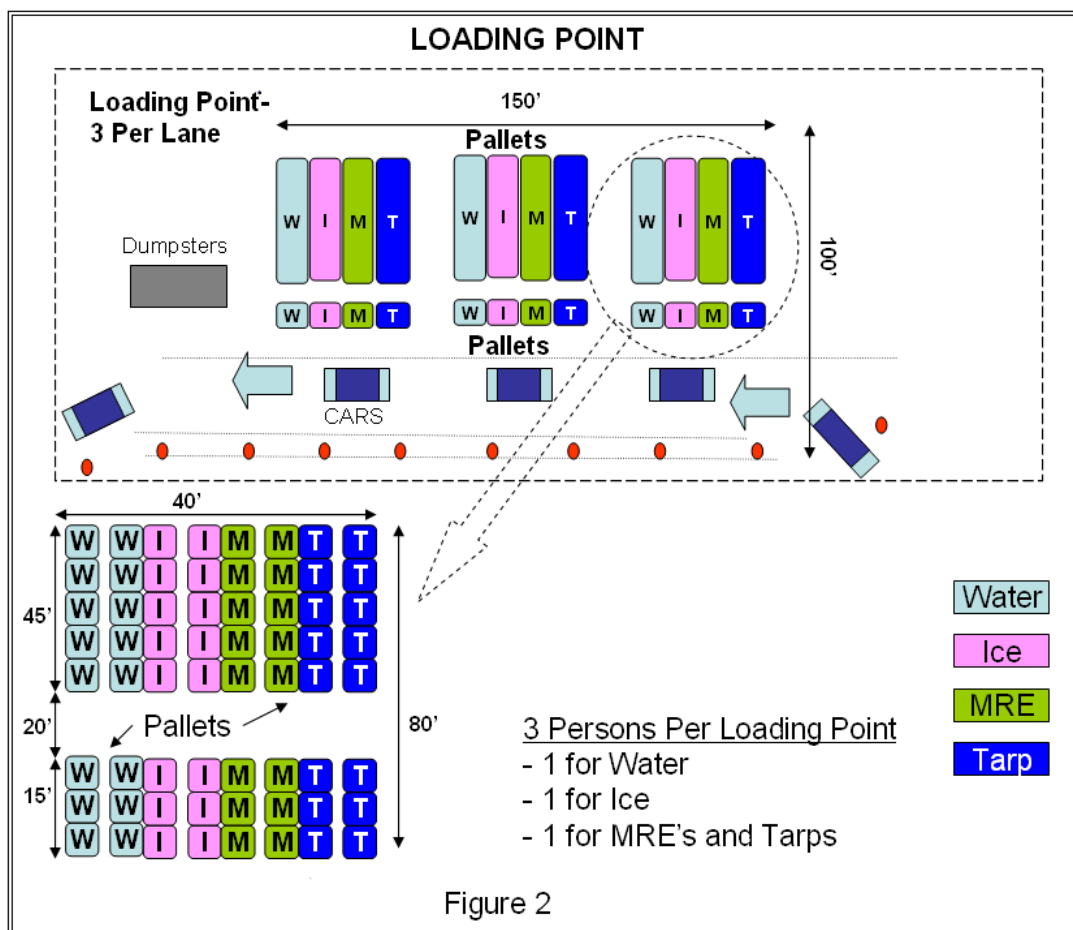 LOADING POINT
Loading Point-
3 Per Lane
150'
Pallets
W I M T W I M T W I M T
100'
Dumpsters
W I M T W I M T W I M T
Pallets
CARS
40'
W W I I M M T T
W W I I M M T T
45' W W I I M M T T
W W I I M M T T
W W I I M M T T
20' Pallets 80'
W W I I M M T T
15' W W I I M M T T
W W I I M M T T
3 Persons Per Loading Point
- 1 for Water
- 1 for Ice
- 1 for MRE's and Tarps
Water
Ice
MRE
Tarp
Figure 2